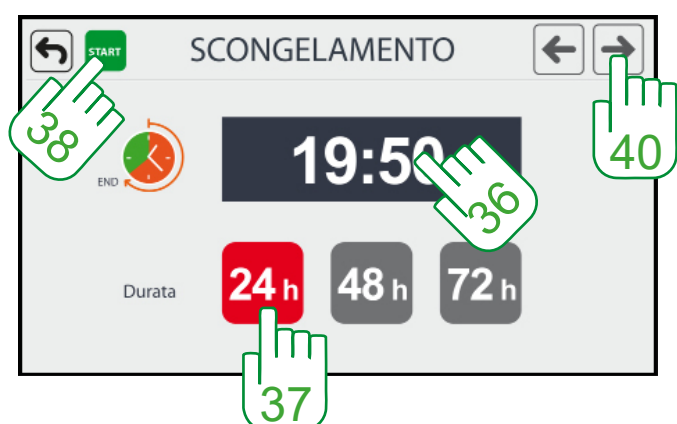 START SCONGELAMENTO
38
40
END
19:50
36
Durata 24 h 48 h 72 h
37